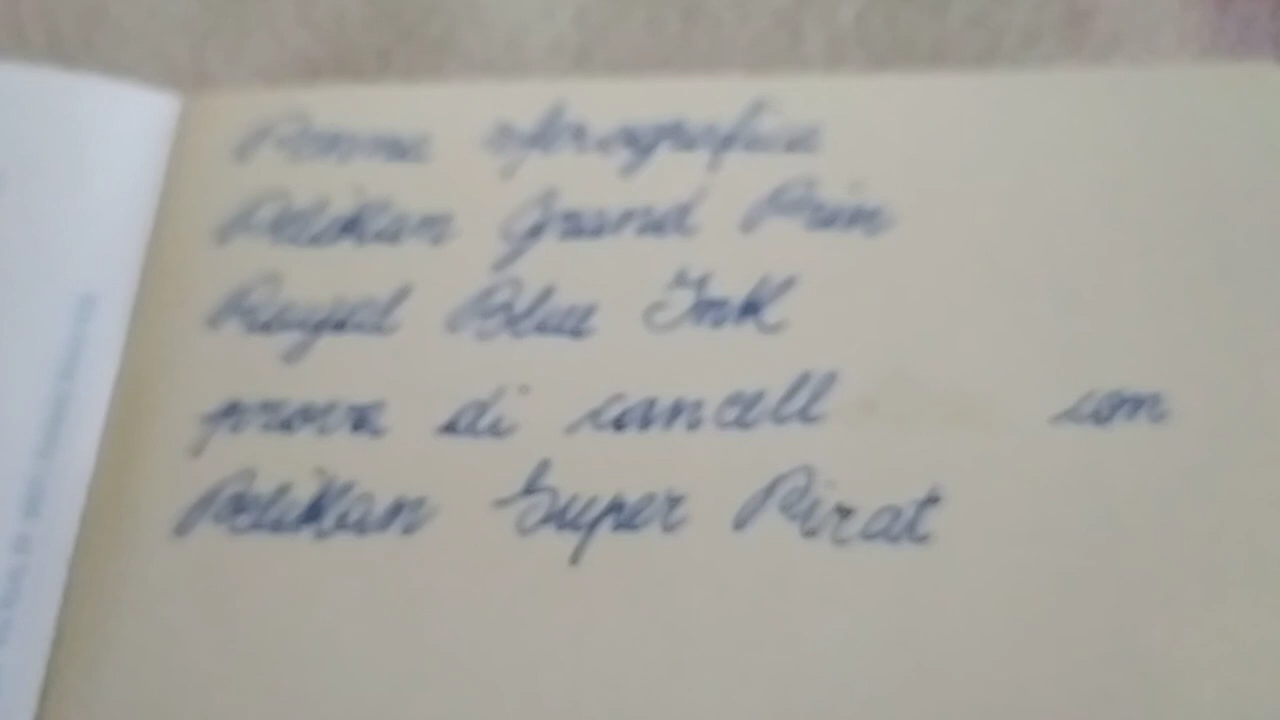 Penna stilografica
Pelikan Grand Prix
Royal Blue Ink
prova di cancell con
Pelikan Super Pirat